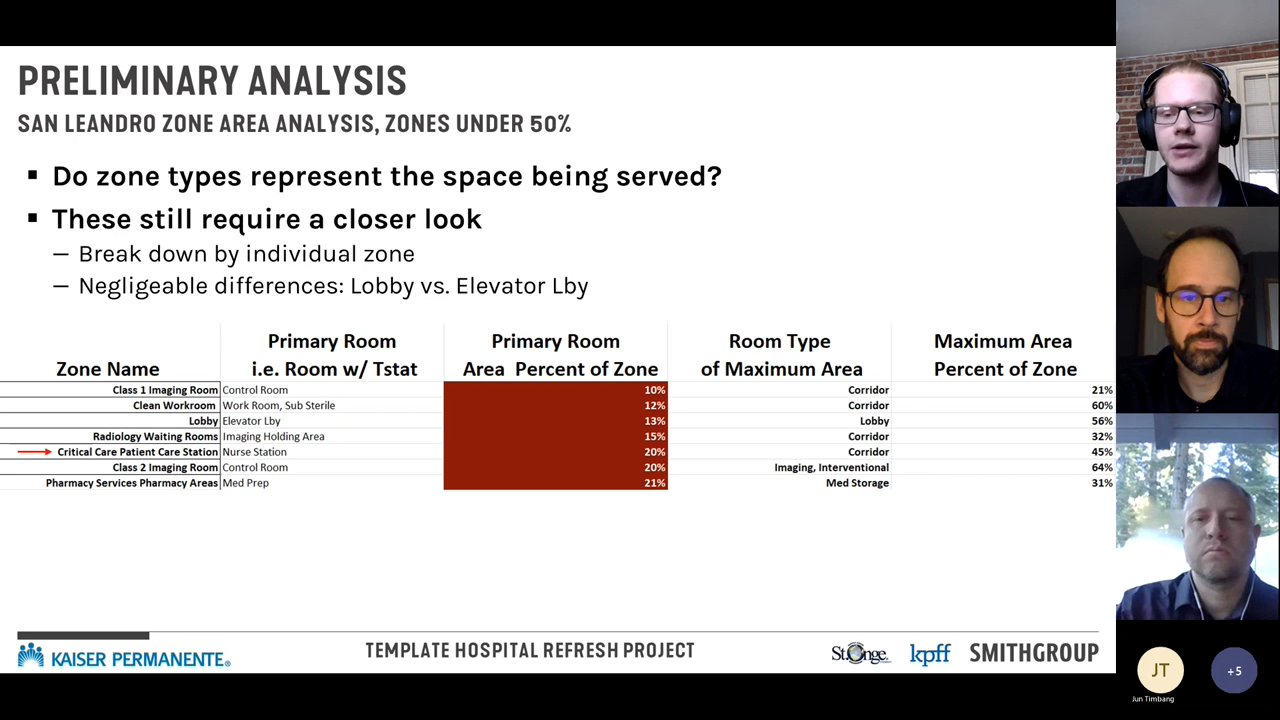 PRELIMINARY ANALYSIS
SAN LEANDRO ZONE AREA ANALYSIS, ZONES UNDER 50%
▪ Do zone types represent the space being served?
▪ These still require a closer look
– Break down by individual zone
– Negligeable differences: Lobby vs. Elevator Lby
Zone Name | Primary Room i.e. Room w/ Tstat | Primary Room Area Percent of Zone | Room Type of Maximum Area | Maximum Area Percent of Zone
Class 1 Imaging Room | Control Room | 10% | Corridor | 21%
Clean Workroom | Work Room, Sub Sterile | 12% | Corridor | 60%
Lobby | Elevator Lby | 13% | Lobby | 56%
Radiology Waiting Rooms | Imaging Holding Area | 15% | Corridor | 32%
Critical Care Patient Care Station | Nurse Station | 20% | Corridor | 45%
Class 2 Imaging Room | Control Room | 20% | Imaging, Interventional | 64%
Pharmacy Services Pharmacy Areas | Med Prep | 21% | Med Storage | 31%
KAISER PERMANENTE®
TEMPLATE HOSPITAL REFRESH PROJECT
St. Onge
kpff
SMITHGROUP
JT
Jun Timbang
+5